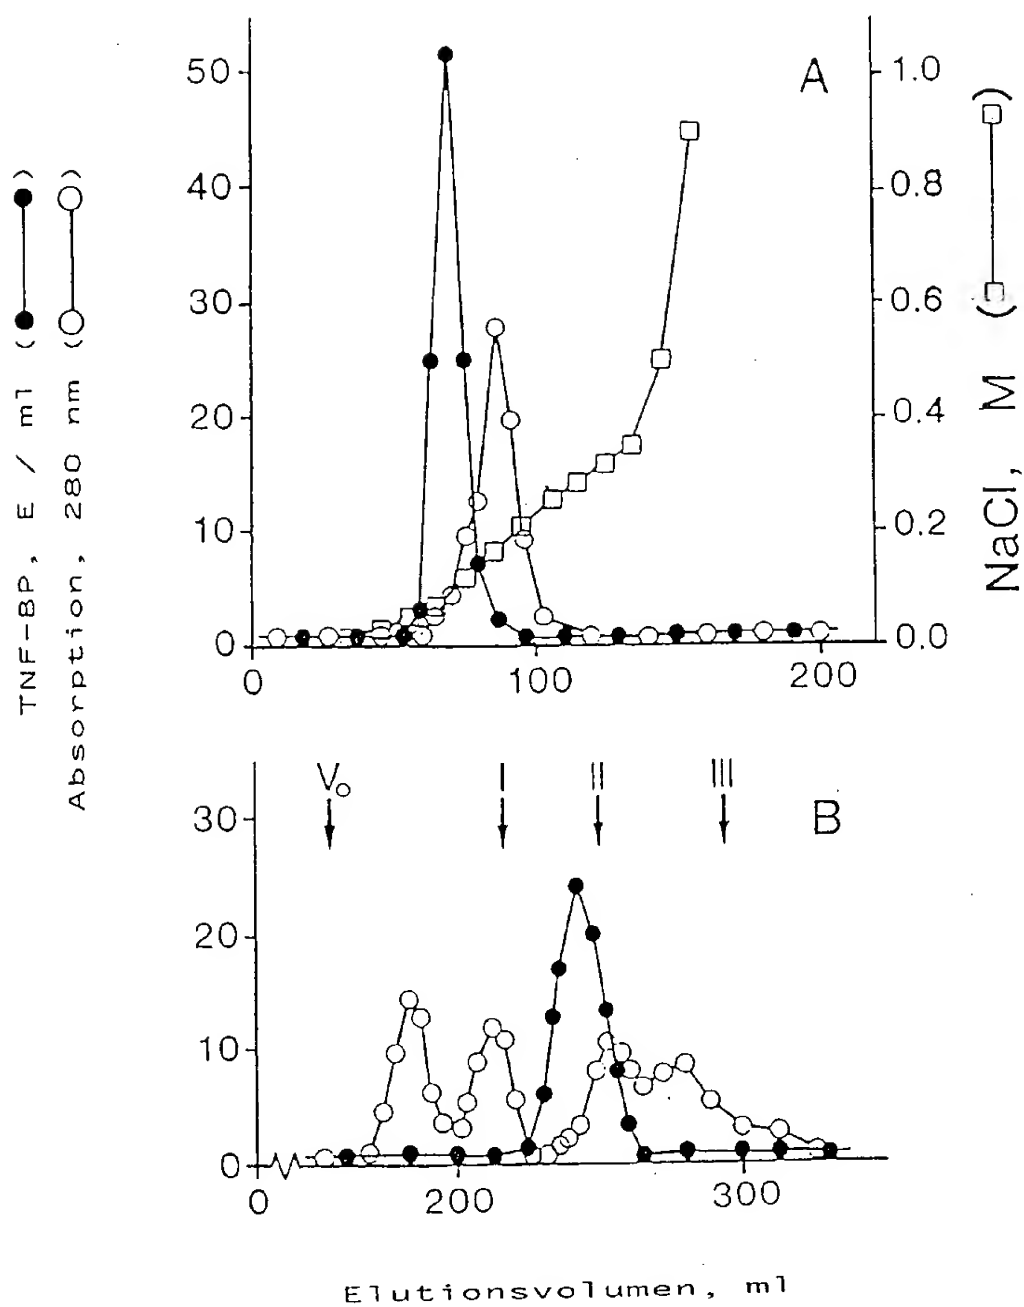 TNF-BP, E / ml (●——●)
Absorption, 280 nm (○——○)
A
50
40
30
20
10
0
1.0
0.8
0.6
0.4
0.2
0.0
NaCl, M (□——□)
0 100 200
V₀ I II III
B
30
20
10
0
0 200 300
Elutionsvolumen, ml